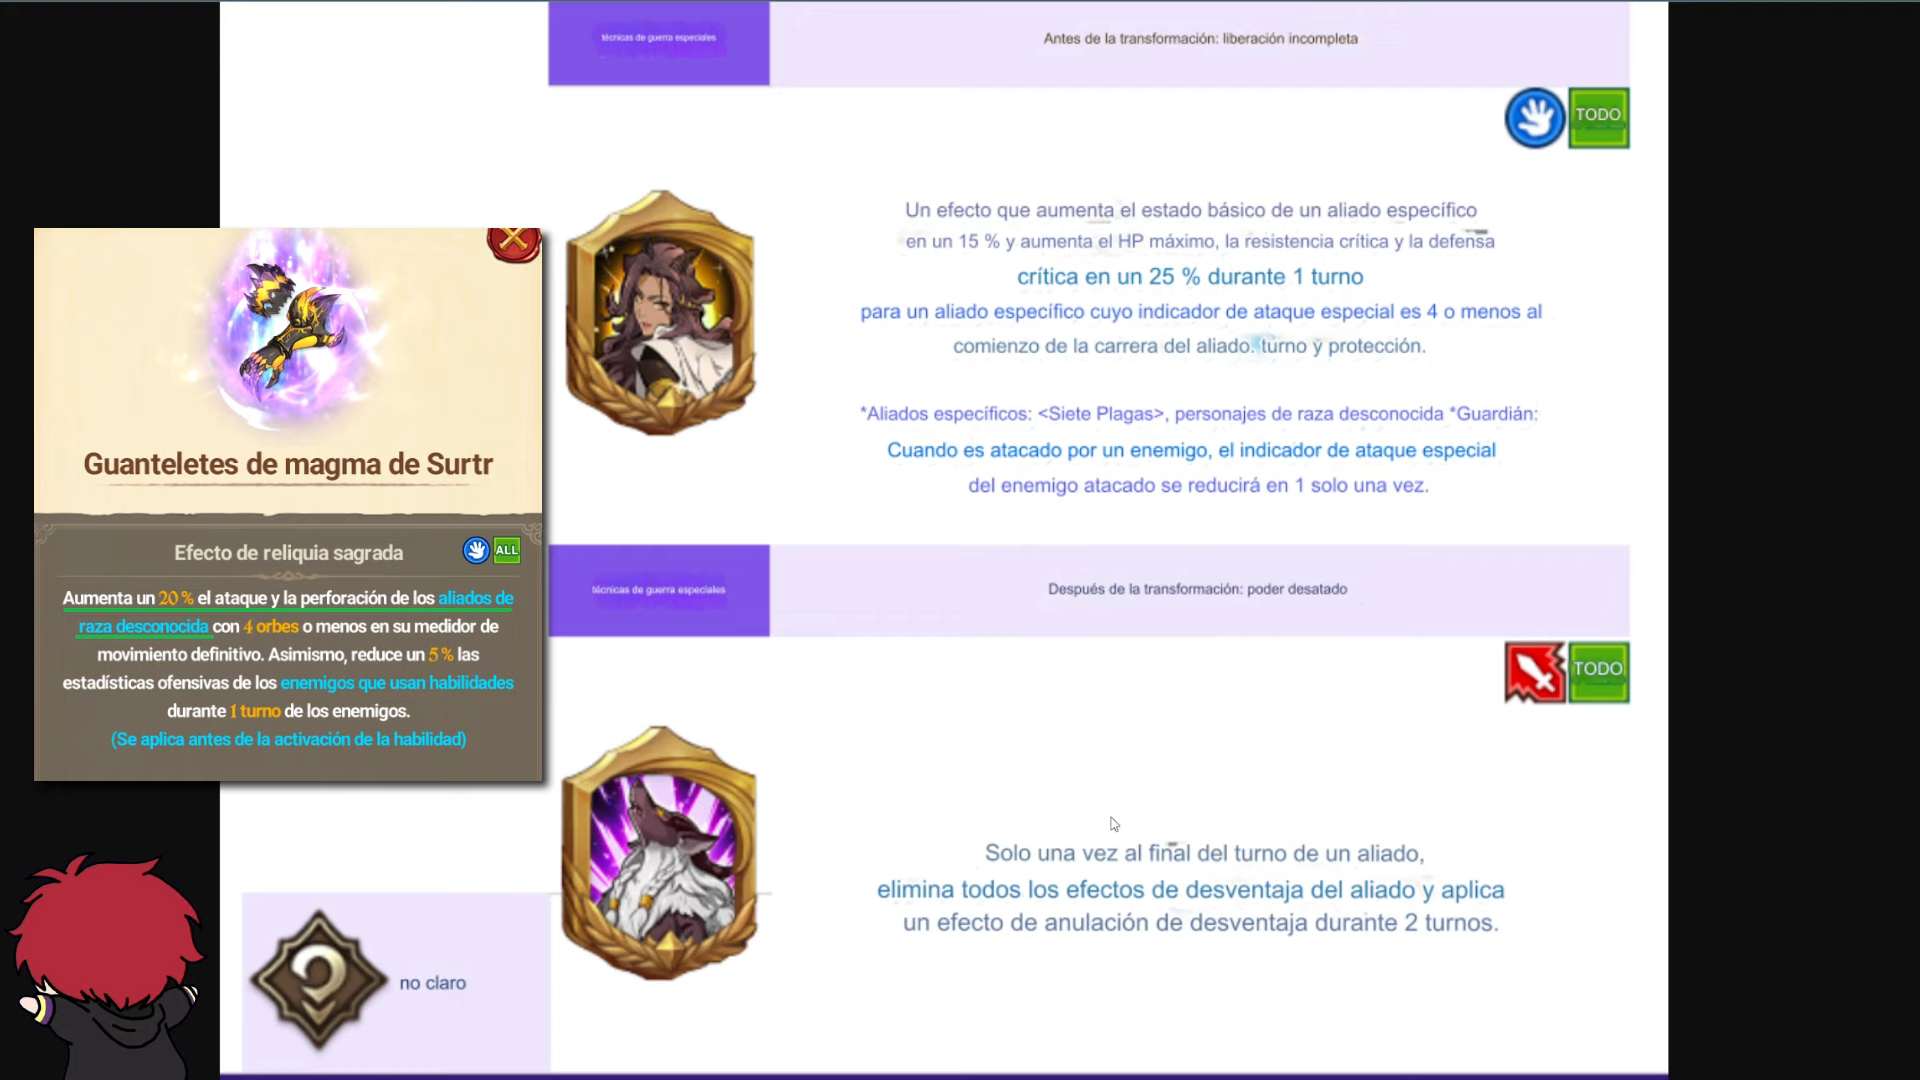 técnicas de guerra especiales
Antes de la transformación: liberación incompleta
TODO
Un efecto que aumenta el estado básico de un aliado específico
en un 15 % y aumenta el HP máximo, la resistencia crítica y la defensa
crítica en un 25 % durante 1 turno
para un aliado específico cuyo indicador de ataque especial es 4 o menos al
comienzo de la carrera del aliado. turno y protección.
*Aliados específicos: <Siete Plagas>, personajes de raza desconocida *Guardián:
Cuando es atacado por un enemigo, el indicador de ataque especial
del enemigo atacado se reducirá en 1 solo una vez.
Guanteletes de magma de Surtr
Efecto de reliquia sagrada
ALL
Aumenta un 20 % el ataque y la perforación de los aliados de
raza desconocida con 4 orbes o menos en su medidor de
movimiento definitivo. Asimismo, reduce un 5 % las
estadísticas ofensivas de los enemigos que usan habilidades
durante 1 turno de los enemigos.
(Se aplica antes de la activación de la habilidad)
técnicas de guerra especiales
Después de la transformación: poder desatado
TODO
Solo una vez al final del turno de un aliado,
elimina todos los efectos de desventaja del aliado y aplica
un efecto de anulación de desventaja durante 2 turnos.
no claro